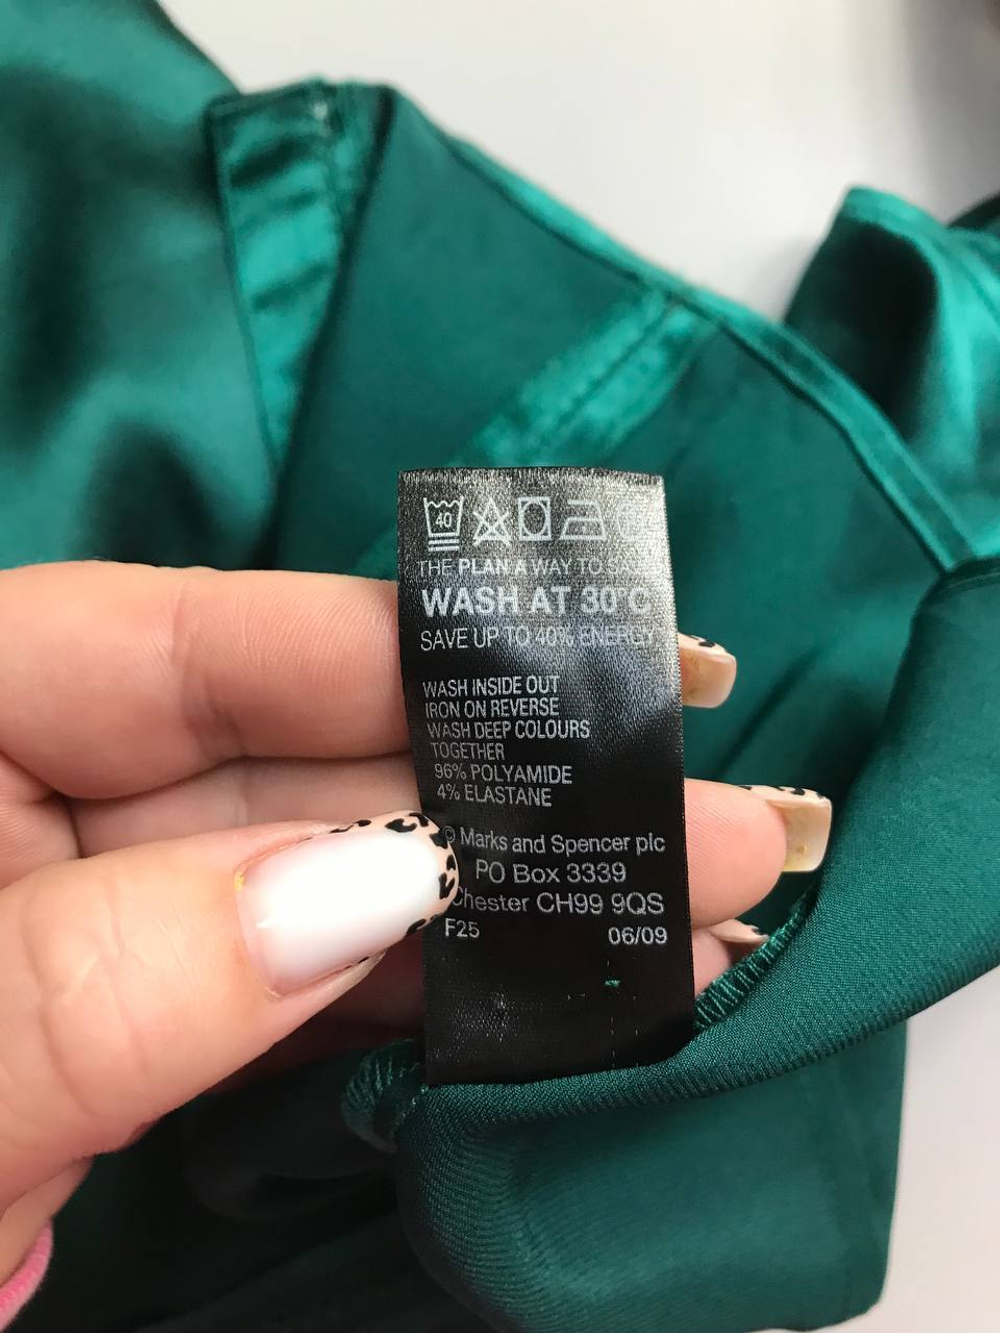 40
THE PLAN A WAY TO
WASH AT 30°C
SAVE UP TO 40% ENERGY
WASH INSIDE OUT
IRON ON REVERSE
WASH DEEP COLOURS
TOGETHER
96% POLYAMIDE
4% ELASTANE
© Marks and Spencer plc
PO Box 3339
Chester CH99 9QS
F25 06/09